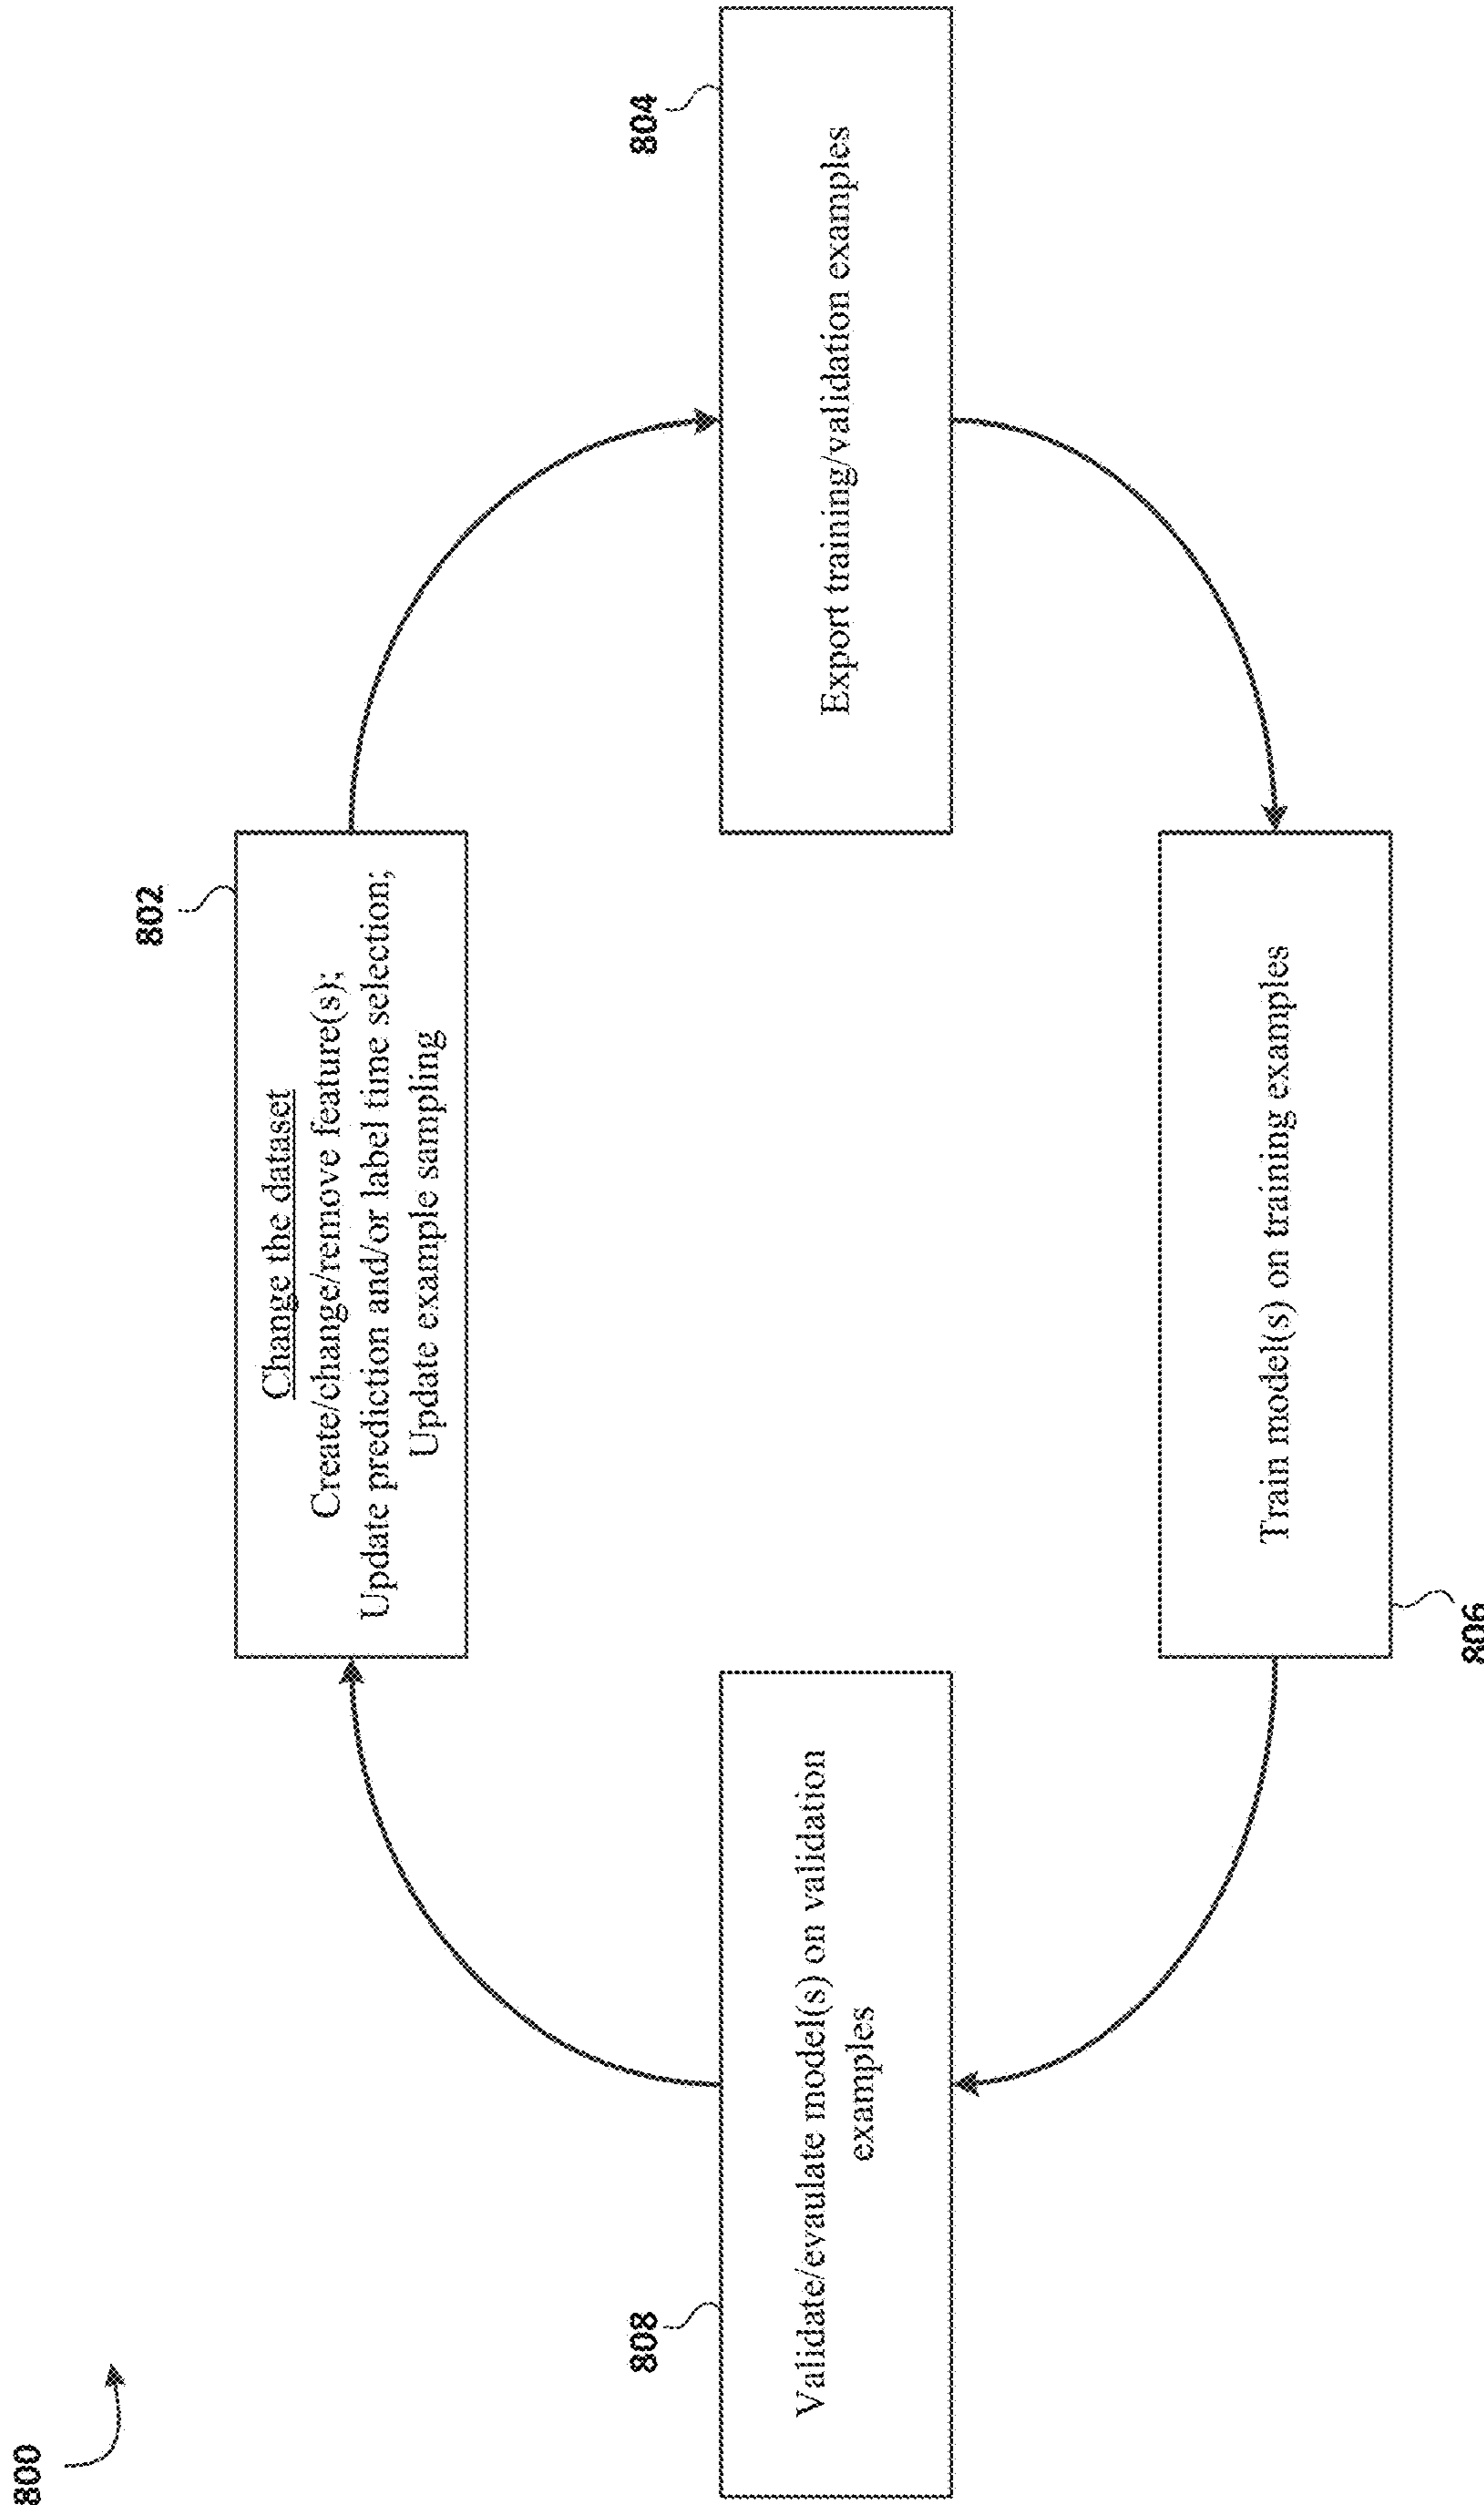 800
802
Change the dataset
Create/change/remove feature(s);
Update prediction and/or label time selection;
Update example sampling
808
Validate/evaulate model(s) on validation
examples
804
Export training/validation examples
Train model(s) on training examples
806